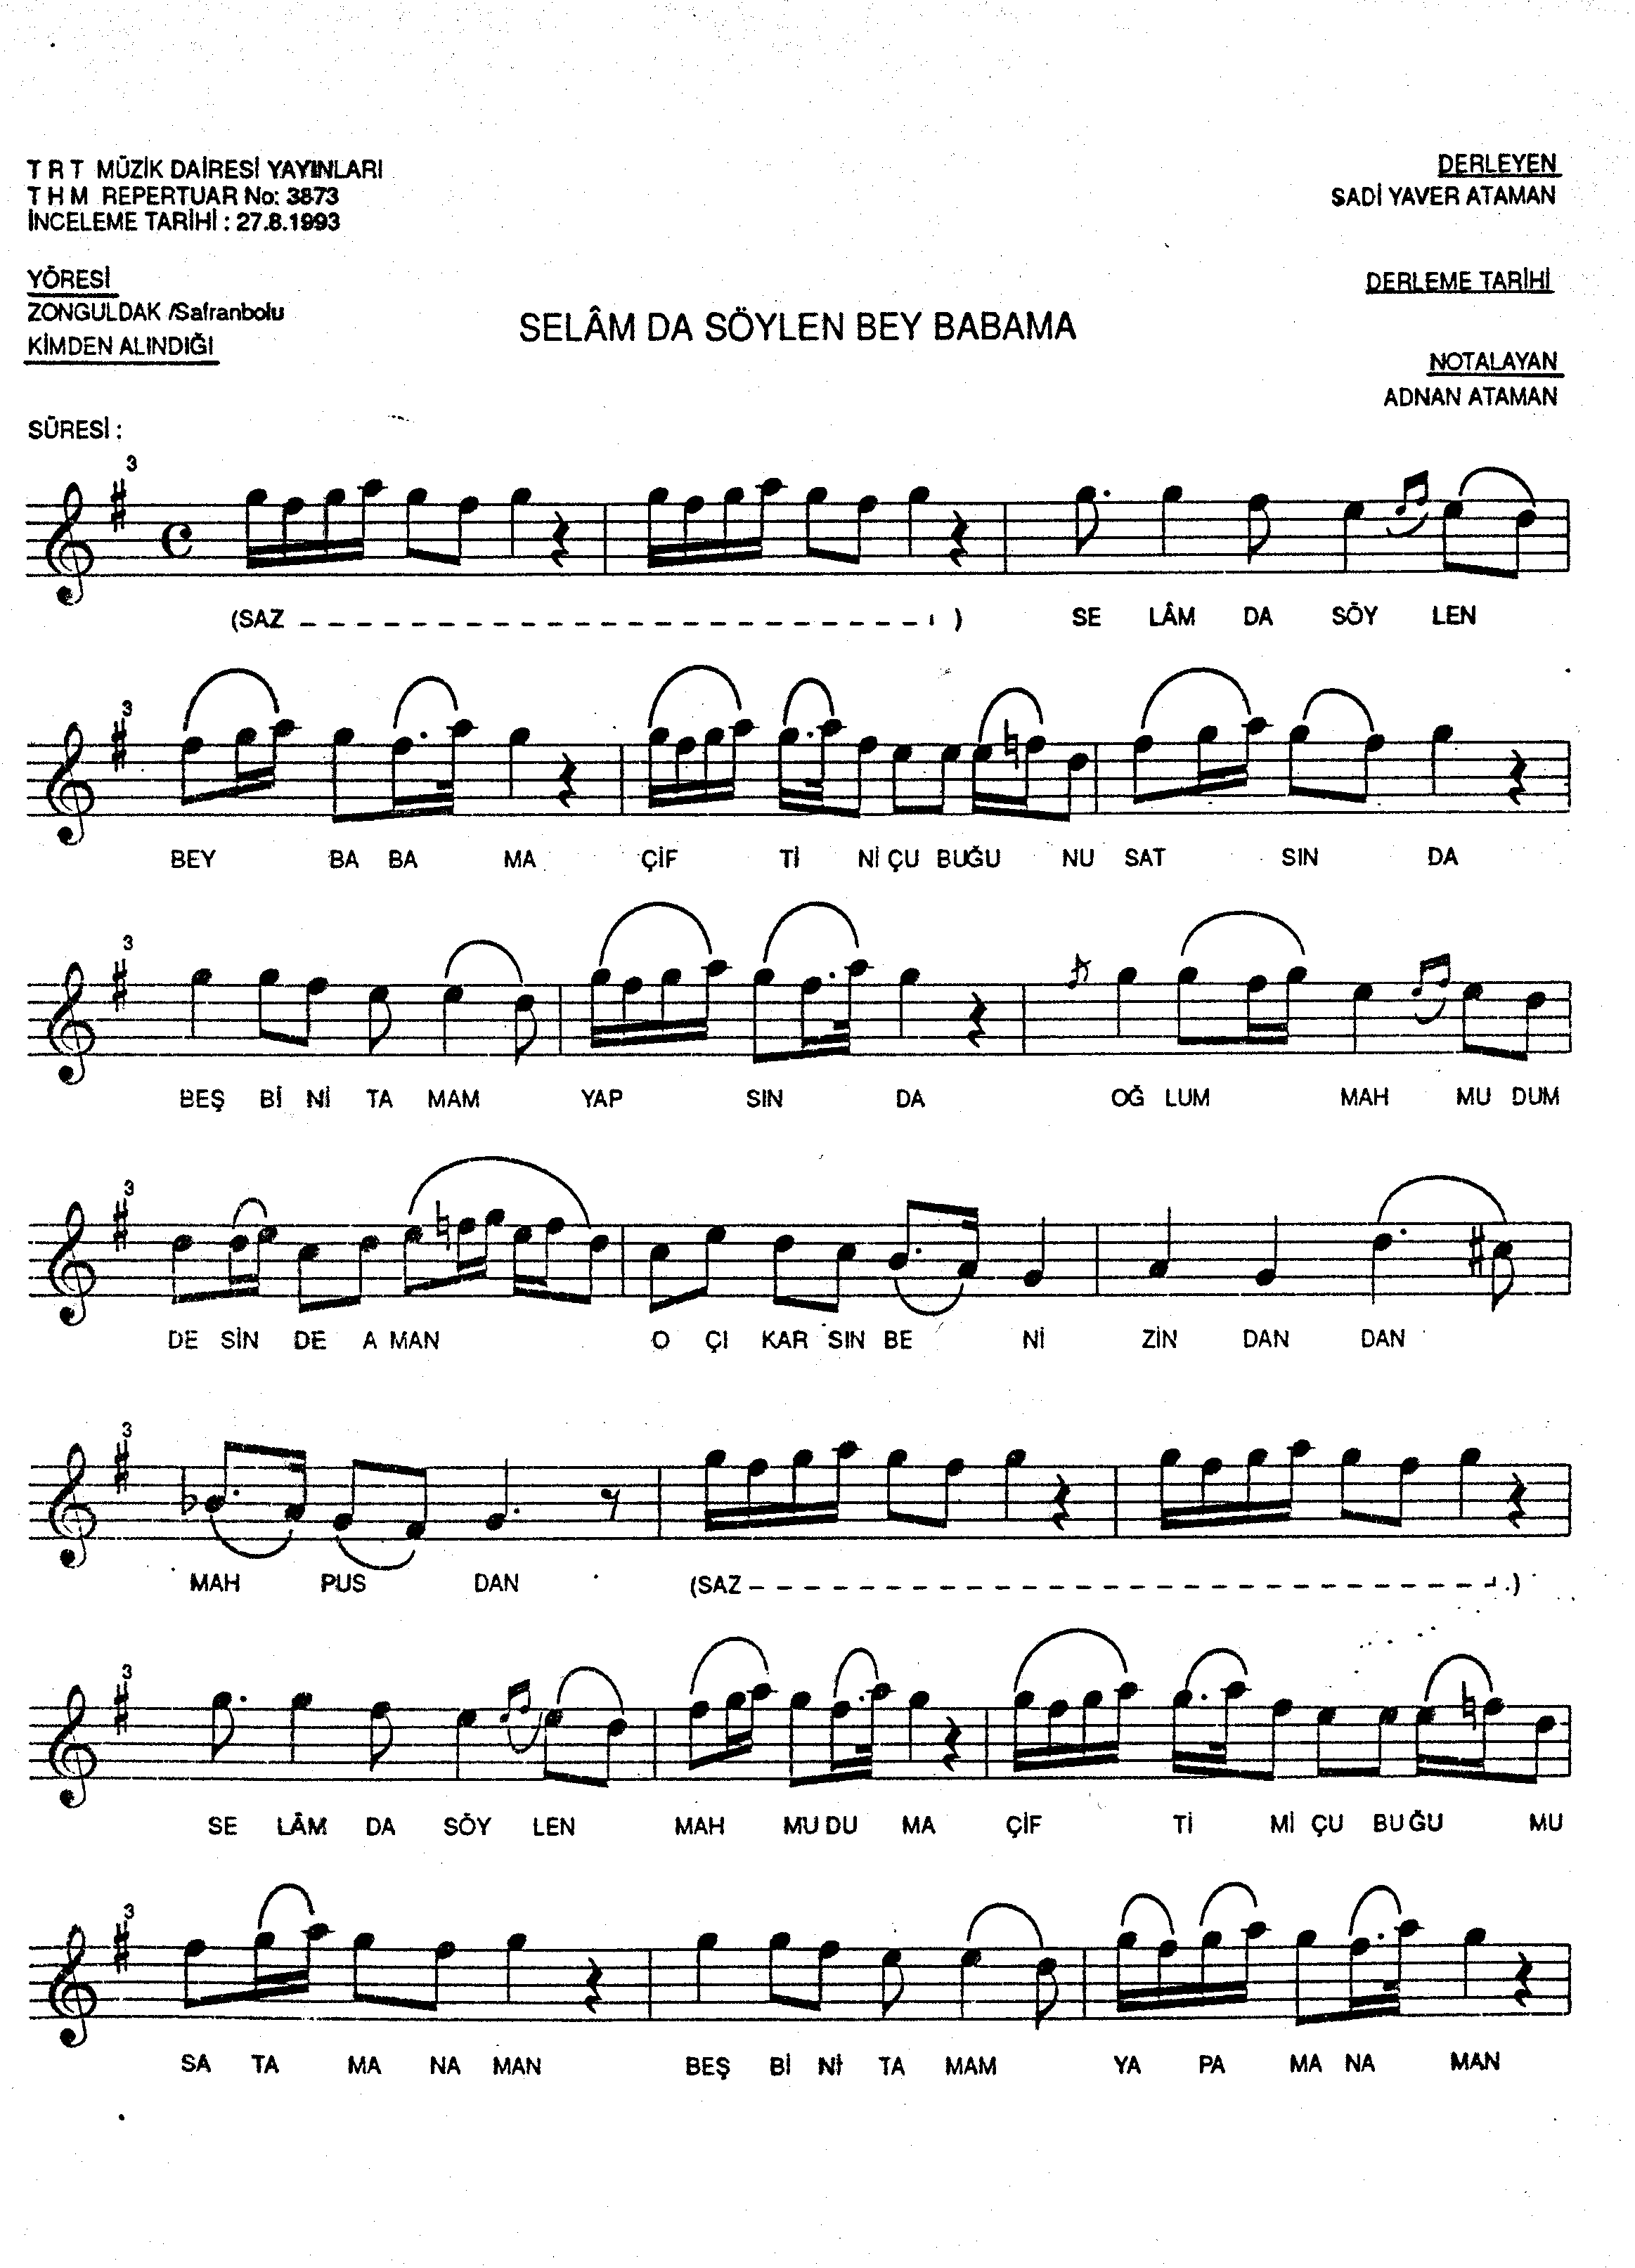 T R T MÜZİK DAİRESİ YAYINLARI
T H M REPERTUAR No: 3873
İNCELEME TARİHİ : 27.8.1993
DERLEYEN
SADİ YAVER ATAMAN
YÖRESİ
ZONGULDAK /Safranbolu
KİMDEN ALINDIĞI
SELÂM DA SÖYLEN BEY BABAMA
DERLEME TARİHİ
NOTALAYAN
ADNAN ATAMAN
SÜRESİ :
3
(SAZ _ _ _ _ _ _ _ _ _ _ _ _ _ _ _ _ _ _ _ _ _ _ _ ) SE LÂM DA SÖY LEN
3
BEY BA BA MA ÇİF Tİ Nİ ÇU BUĞU NU SAT SIN DA
3
BEŞ Bİ Nİ TA MAM YAP SIN DA OĞ LUM MAH MU DUM
3
DE SİN DE A MAN O ÇI KAR SIN BE Nİ ZİN DAN DAN
3
MAH PUS DAN (SAZ – – – – – – – – – – – – – – – – – – – – – – – – – – – .)
3
SE LÂM DA SÖY LEN MAH MU DU MA ÇİF Tİ Mİ ÇU BU ĞU MU
3
SA TA MA NA MAN BEŞ Bİ Nİ TA MAM YA PA MA NA MAN